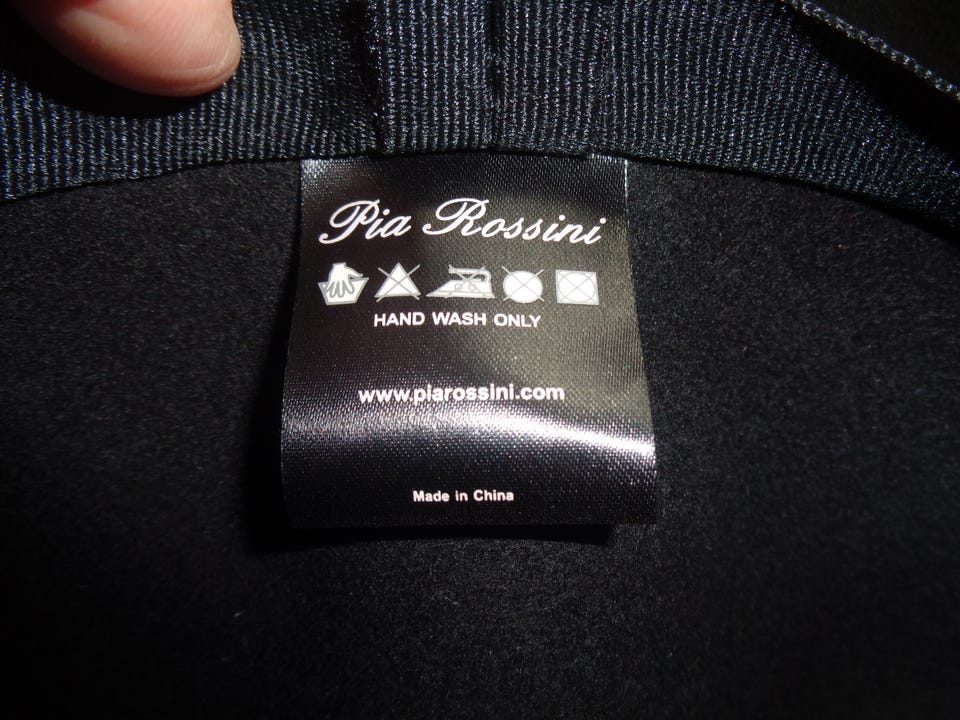 Pia Rossini
HAND WASH ONLY
www.piarossini.com
Made in China